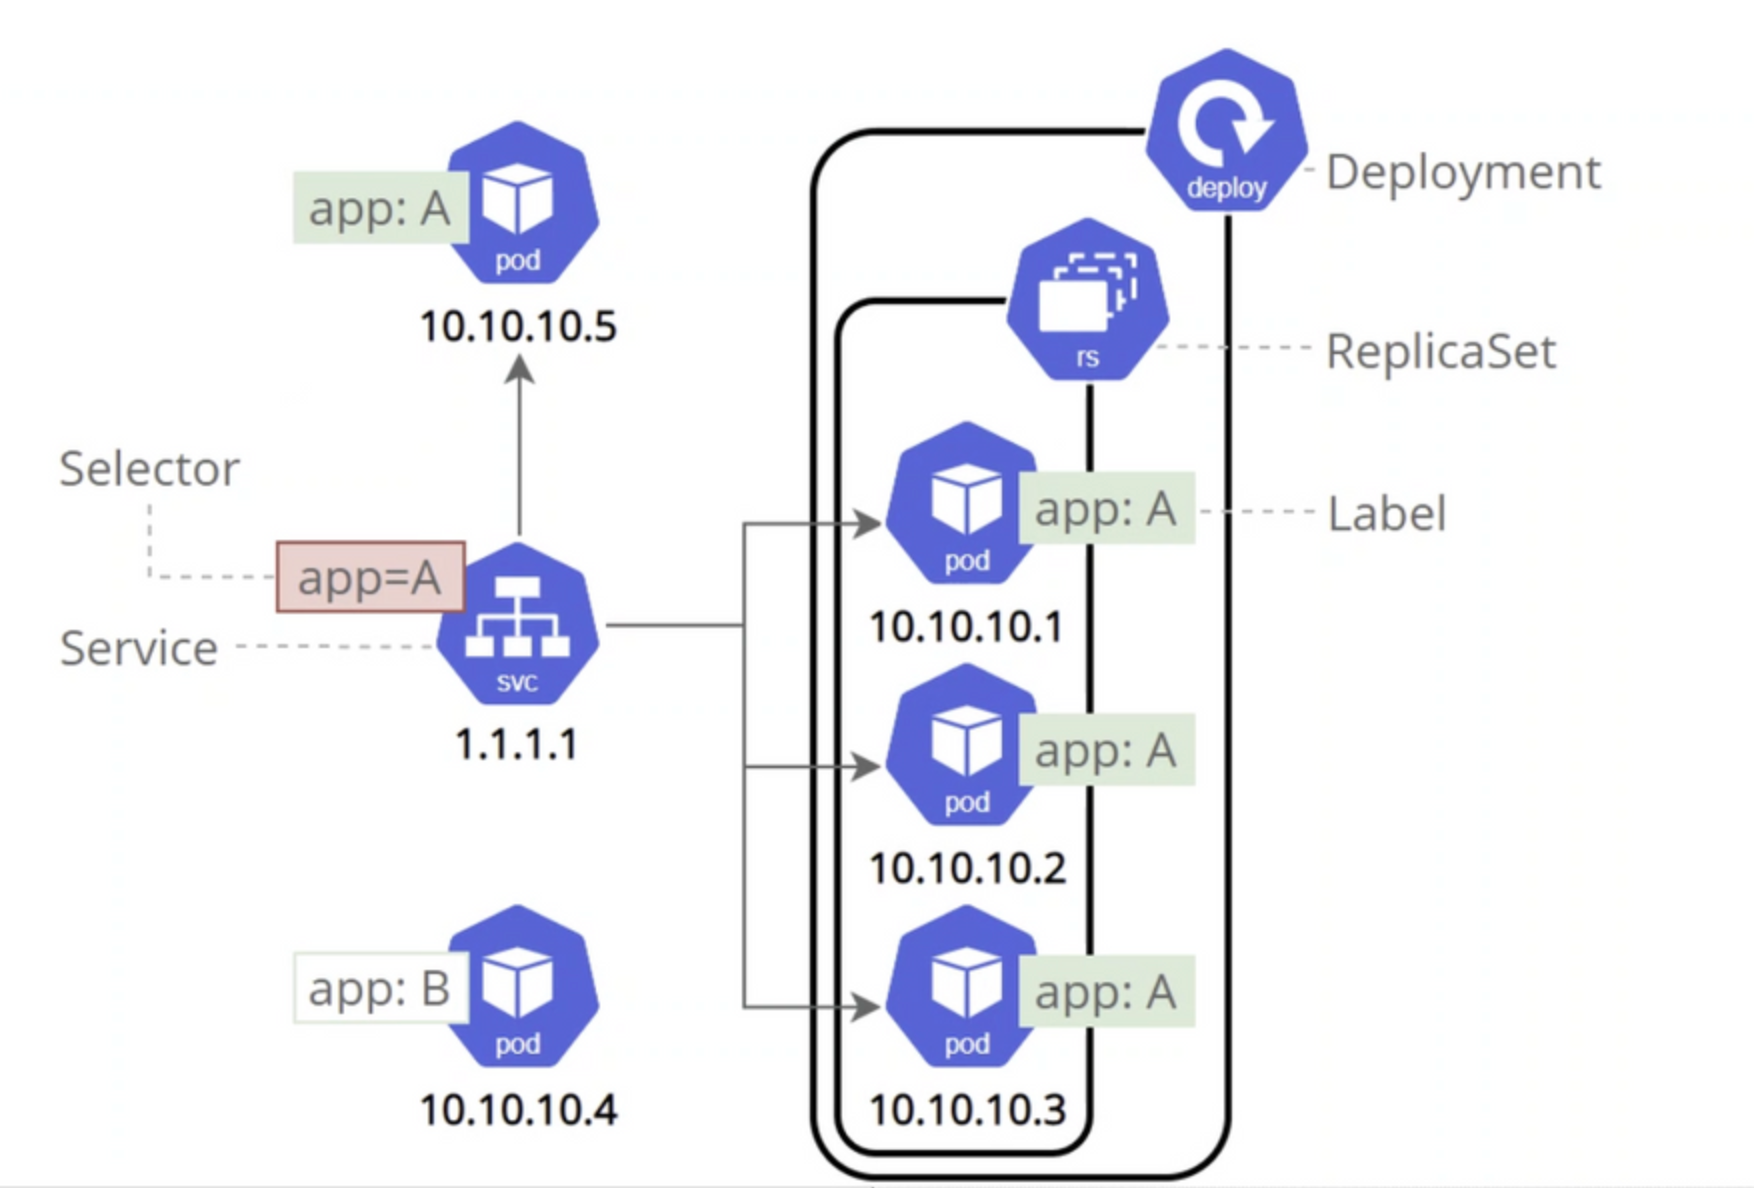 deploy
Deployment
app: A
pod
10.10.10.5
rs
ReplicaSet
Selector
app=A
Service
svc
1.1.1.1
pod
app: A
Label
10.10.10.1
pod
app: A
10.10.10.2
app: B
pod
10.10.10.4
pod
app: A
10.10.10.3